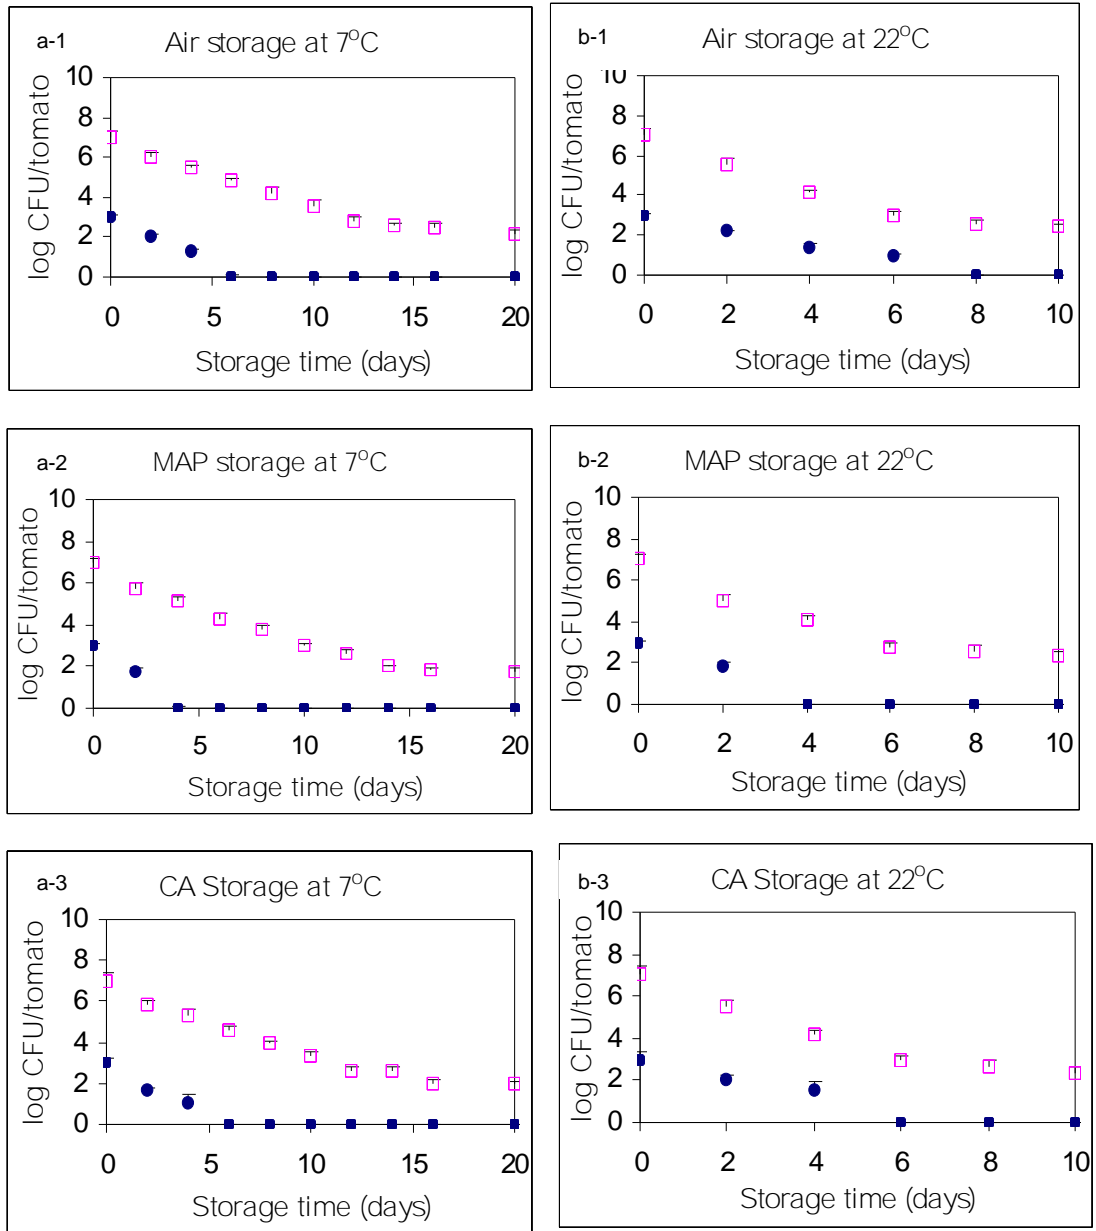 a-1
Air storage at 7°C
log CFU/tomato
10
8
6
4
2
0
0 5 10 15 20
Storage time (days)
b-1
Air storage at 22°C
log CFU/tomato
10
8
6
4
2
0
0 2 4 6 8 10
Storage time (days)
a-2
MAP storage at 7°C
log CFU/tomato
10
8
6
4
2
0
0 5 10 15 20
Storage time (days)
b-2
MAP storage at 22°C
log CFU/tomato
10
8
6
4
2
0
0 2 4 6 8 10
Storage time (days)
a-3
CA Storage at 7°C
log CFU/tomato
10
8
6
4
2
0
0 5 10 15 20
Storage time (days)
b-3
CA Storage at 22°C
log CFU/tomato
10
8
6
4
2
0
0 2 4 6 8 10
Storage time (days)